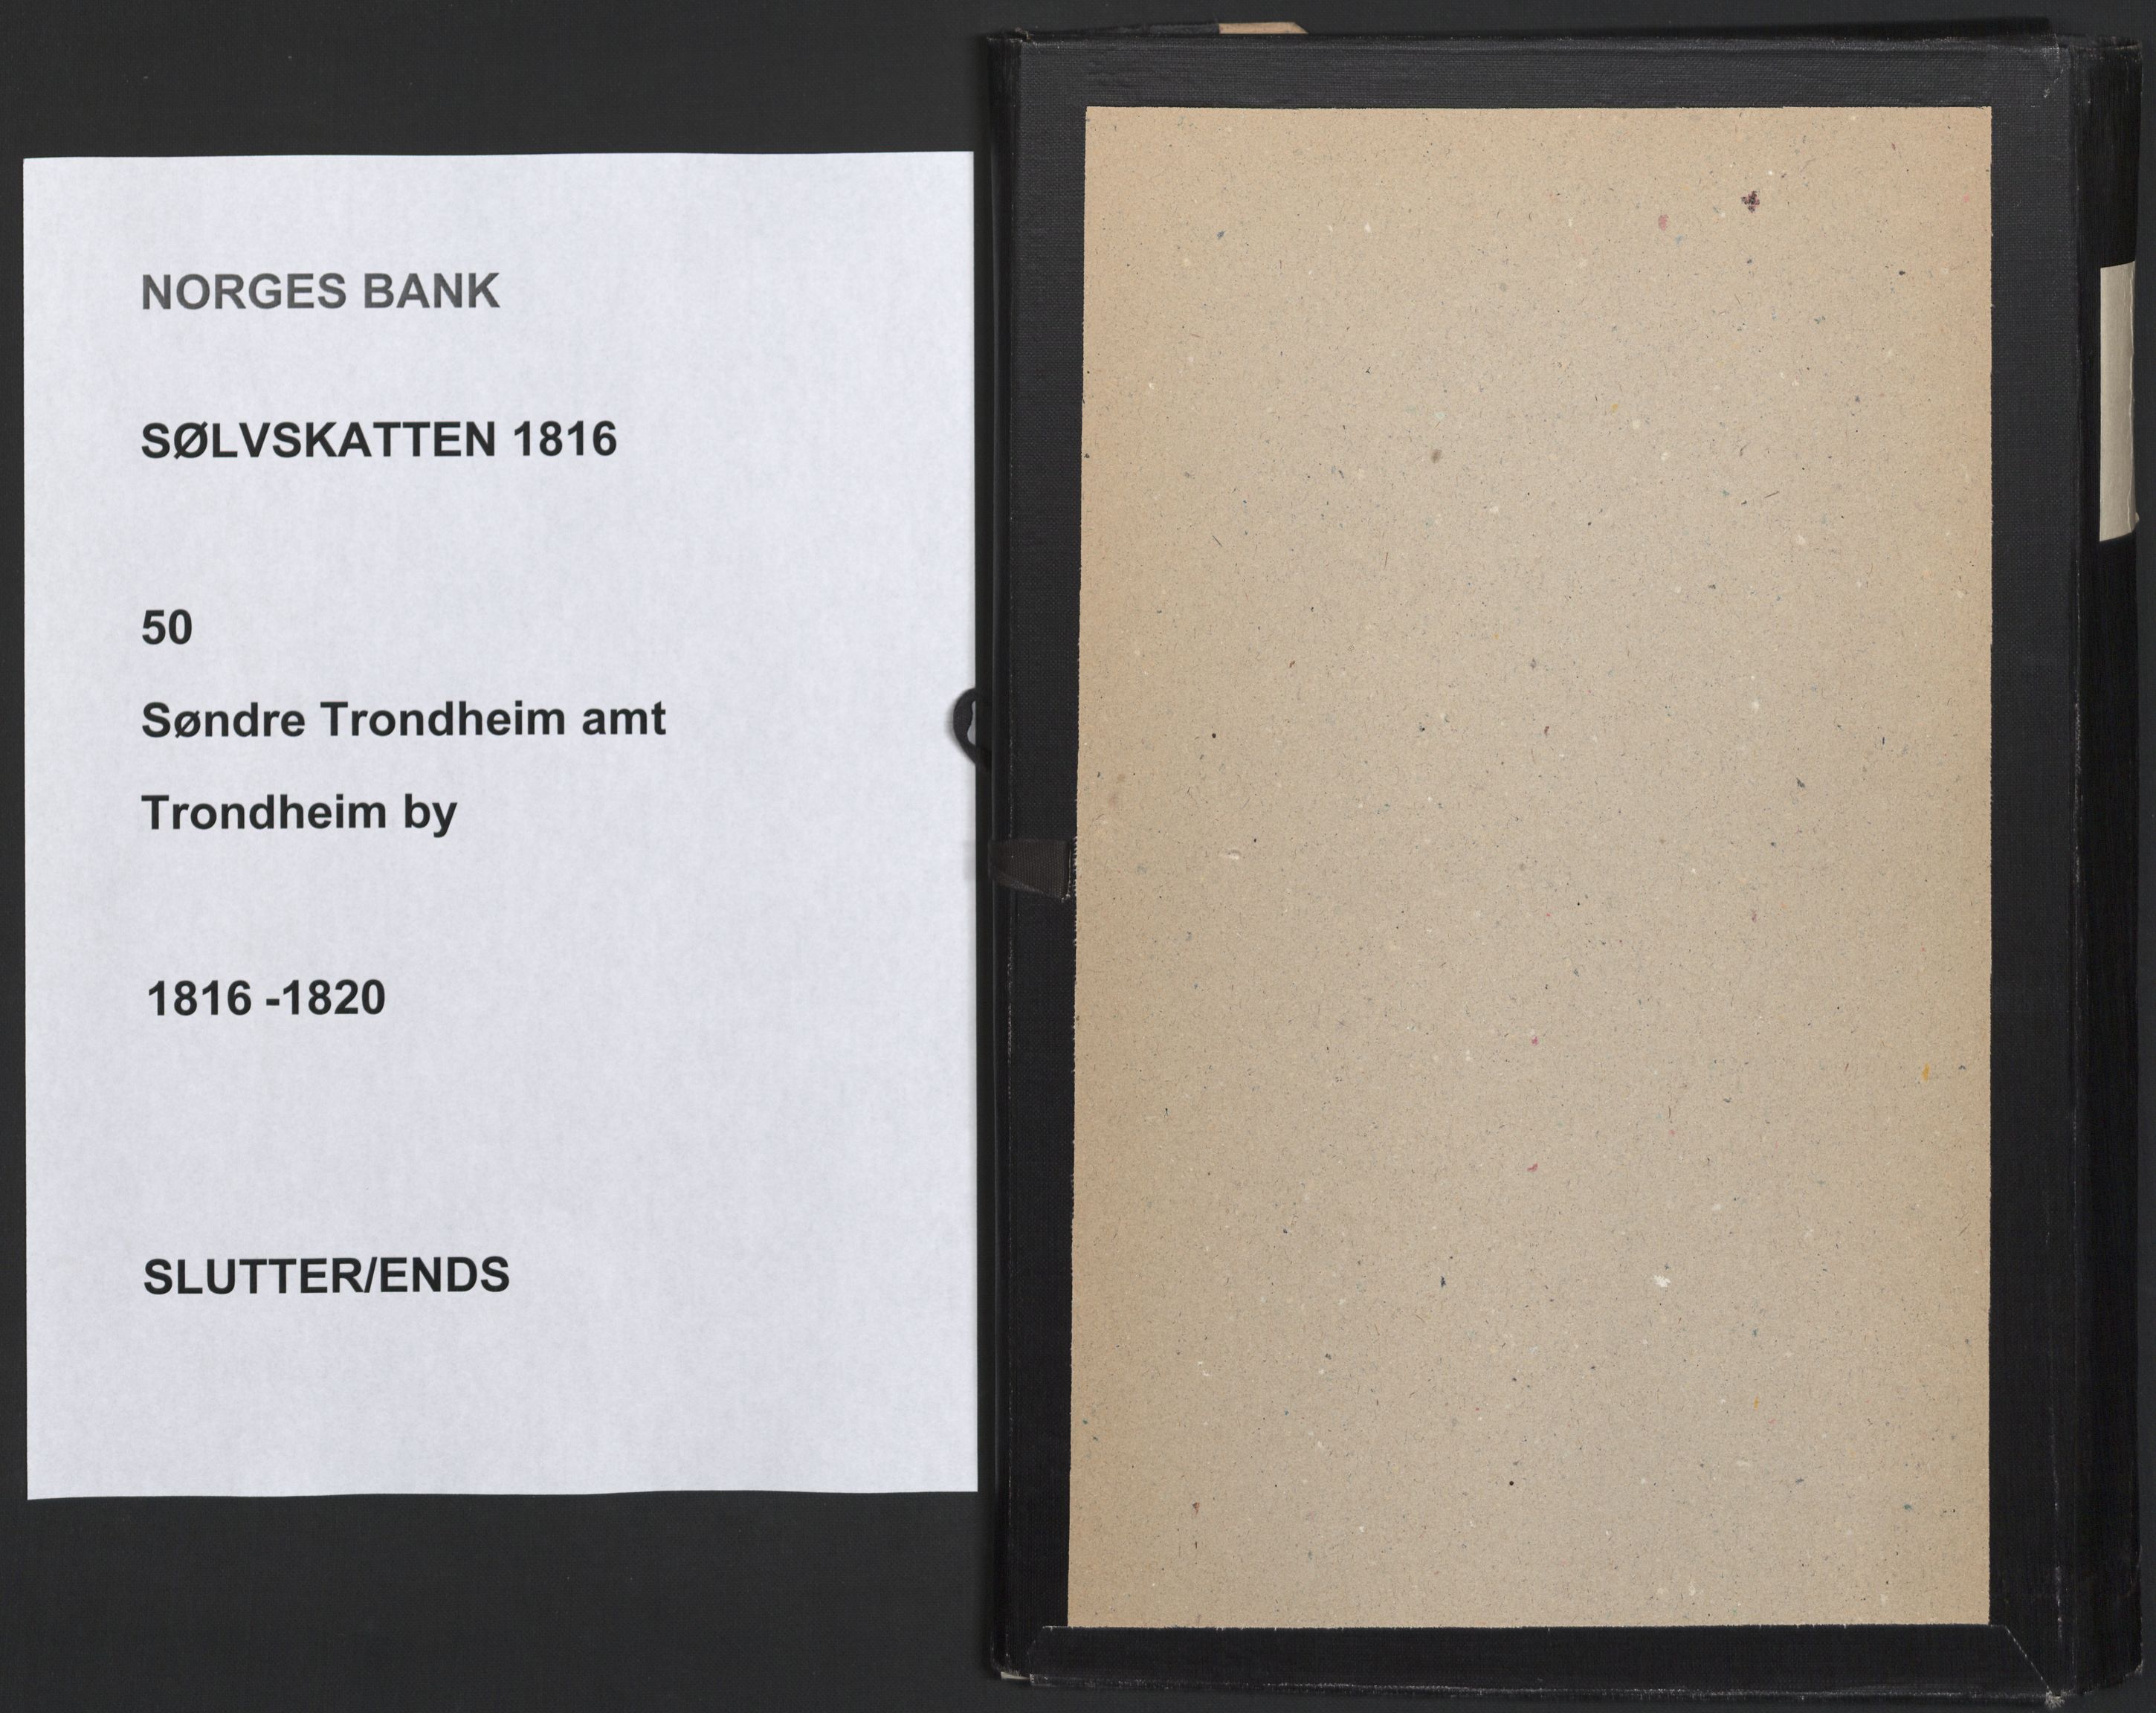 NORGES BANK
SØLVSKATTEN 1816
50
Søndre Trondheim amt
Trondheim by
1816 -1820
SLUTTER/ENDS